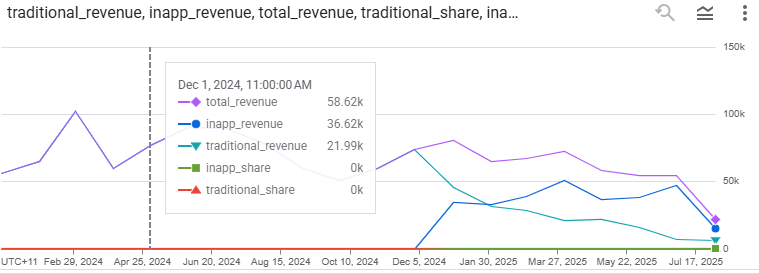 traditional_revenue, inapp_revenue, total_revenue, traditional_share, ina...
150k
Dec 1, 2024, 11:00:00 AM
total_revenue 58.62k
inapp_revenue 36.62k
traditional_revenue 21.99k
inapp_share 0k
traditional_share 0k
100k
50k
0
UTC+11 Feb 29, 2024 Apr 25, 2024 Jun 20, 2024 Aug 15, 2024 Oct 10, 2024 Dec 5, 2024 Jan 30, 2025 Mar 27, 2025 May 22, 2025 Jul 17, 2025